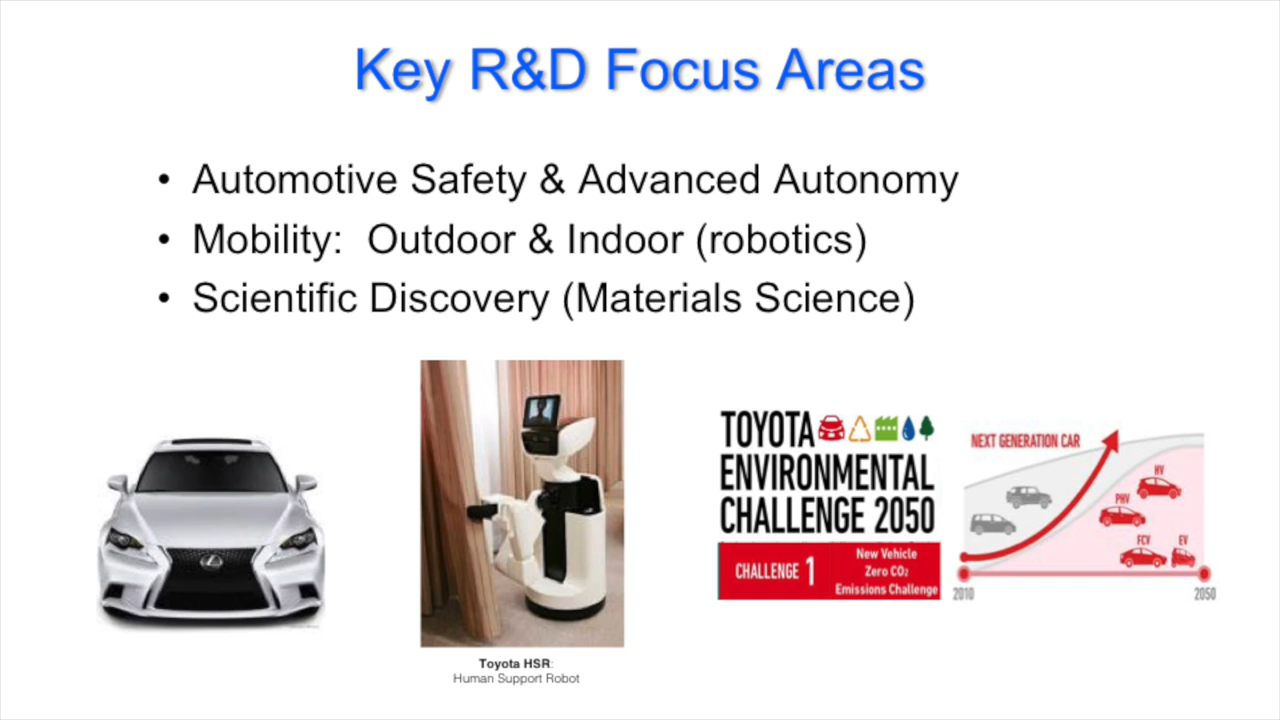 Key R&D Focus Areas
• Automotive Safety & Advanced Autonomy
• Mobility:  Outdoor & Indoor (robotics)
• Scientific Discovery (Materials Science)
Toyota HSR:
Human Support Robot
TOYOTA
ENVIRONMENTAL
CHALLENGE 2050
CHALLENGE 1
New Vehicle
Zero CO₂
Emissions Challenge
NEXT GENERATION CAR
HV
PHV
FCV EV
2010 2050